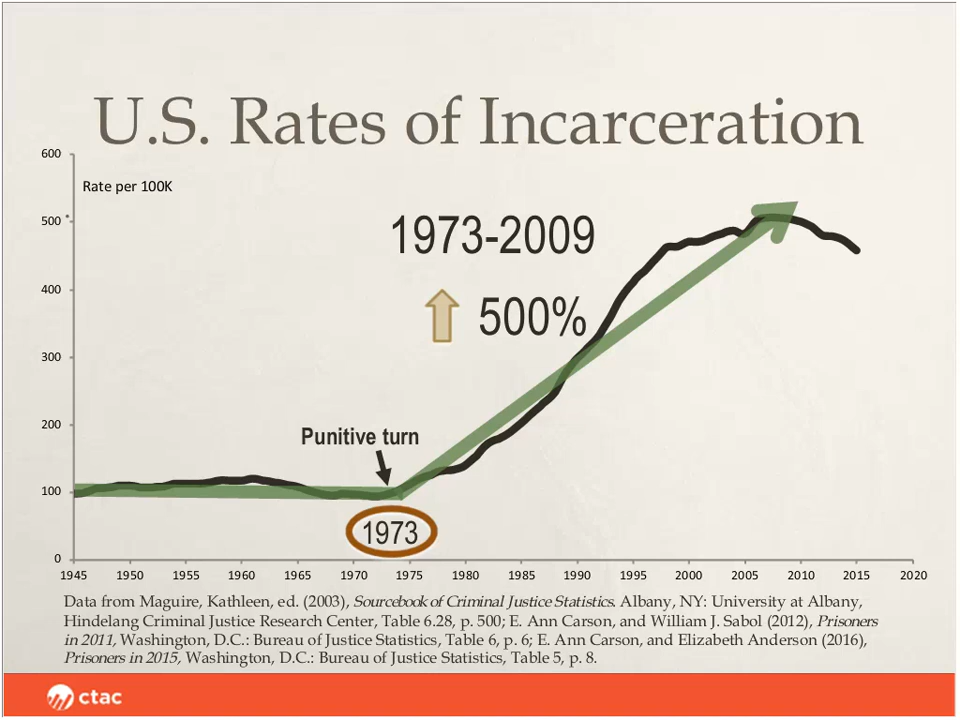 U.S. Rates of Incarceration
600
Rate per 100K
500
1973-2009
400
500%
300
200
Punitive turn
100
1973
0
1945 1950 1955 1960 1965 1970 1975 1980 1985 1990 1995 2000 2005 2010 2015 2020
Data from Maguire, Kathleen, ed. (2003), Sourcebook of Criminal Justice Statistics. Albany, NY: University at Albany,
Hindelang Criminal Justice Research Center, Table 6.28, p. 500; E. Ann Carson, and William J. Sabol (2012), Prisoners
in 2011, Washington, D.C.: Bureau of Justice Statistics, Table 6, p. 6; E. Ann Carson, and Elizabeth Anderson (2016),
Prisoners in 2015, Washington, D.C.: Bureau of Justice Statistics, Table 5, p. 8.
ctac